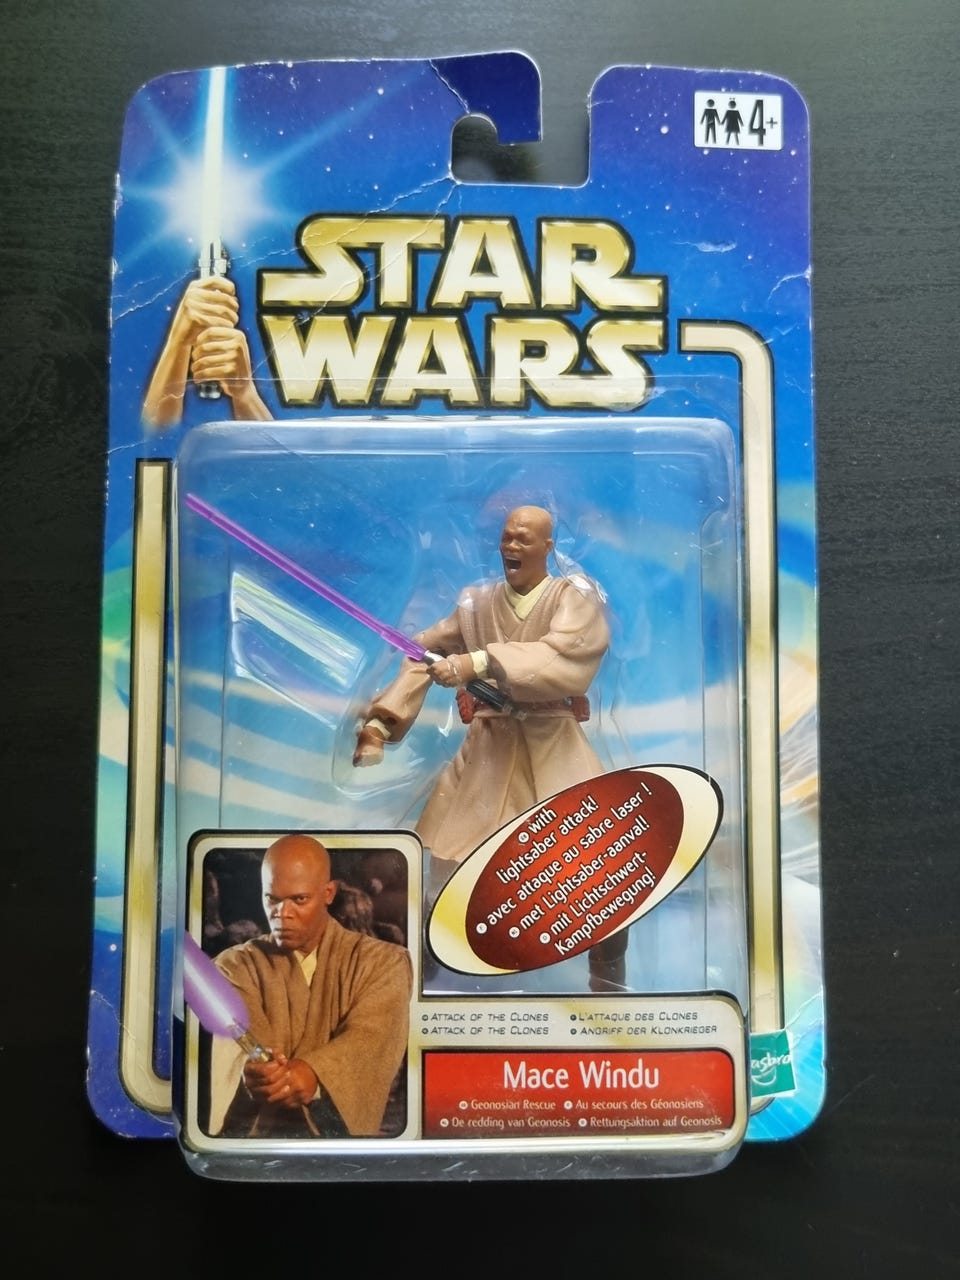 4+
STAR
WARS
with
lightsaber attack!
avec attaque au sabre laser !
met Lightsaber-aanval!
mit Lichtschwert-
Kampfbewegung!
ATTACK OF THE CLONES L'ATTAQUE DES CLONES
ATTACK OF THE CLONES ANGRIFF DER KLONKRIEGER
Hasbro
Mace Windu
Geonosian Rescue Au secours des Géonosiens
De redding van Geonosis Rettungsaktion auf Geonosis